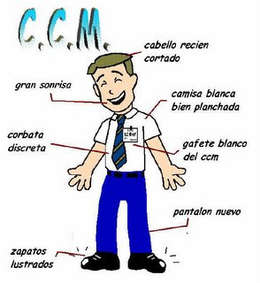 C.C.M.
cabello recien
cortado
gran sonrisa
camisa blanca
bien planchada
corbata
discreta
gafete blanco
del ccm
pantalon nuevo
zapatos
lustrados